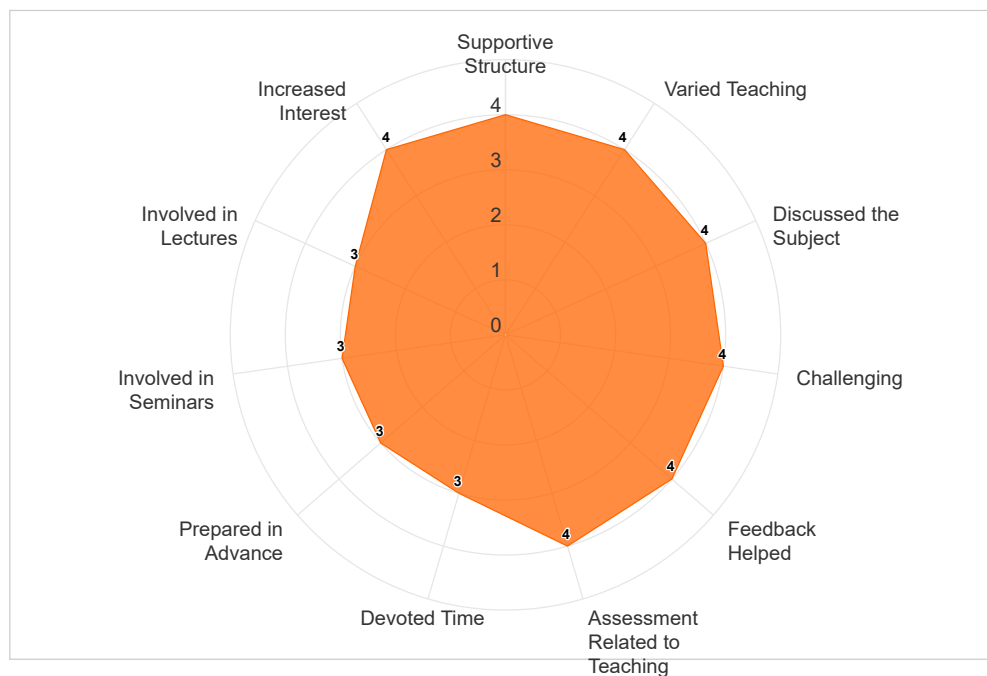 Supportive
Structure
Increased
Interest
Varied Teaching
4
4
4
3
Involved in
Lectures
Discussed the
Subject
2
4
3
1
0
3
4
Involved in
Seminars
Challenging
3
4
3
Prepared in
Advance
Feedback
Helped
4
Devoted Time
Assessment
Related to
Teaching